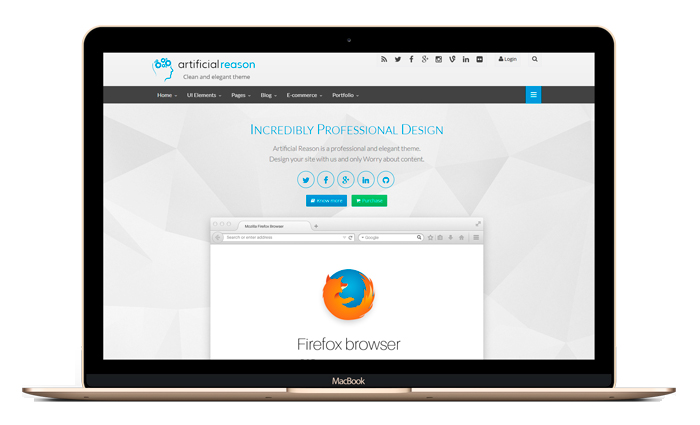 artificialreason
Clean and elegant theme
Login
Home UI Elements Pages Blog E-commerce Portfolio
INCREDIBLY PROFESSIONAL DESIGN
Artificial Reason is a professional and elegant theme.
Design your site with us and only Worry about content.
Know more Purchase
Mozilla Firefox Browser
Search or enter address Google
Firefox browser
MacBook